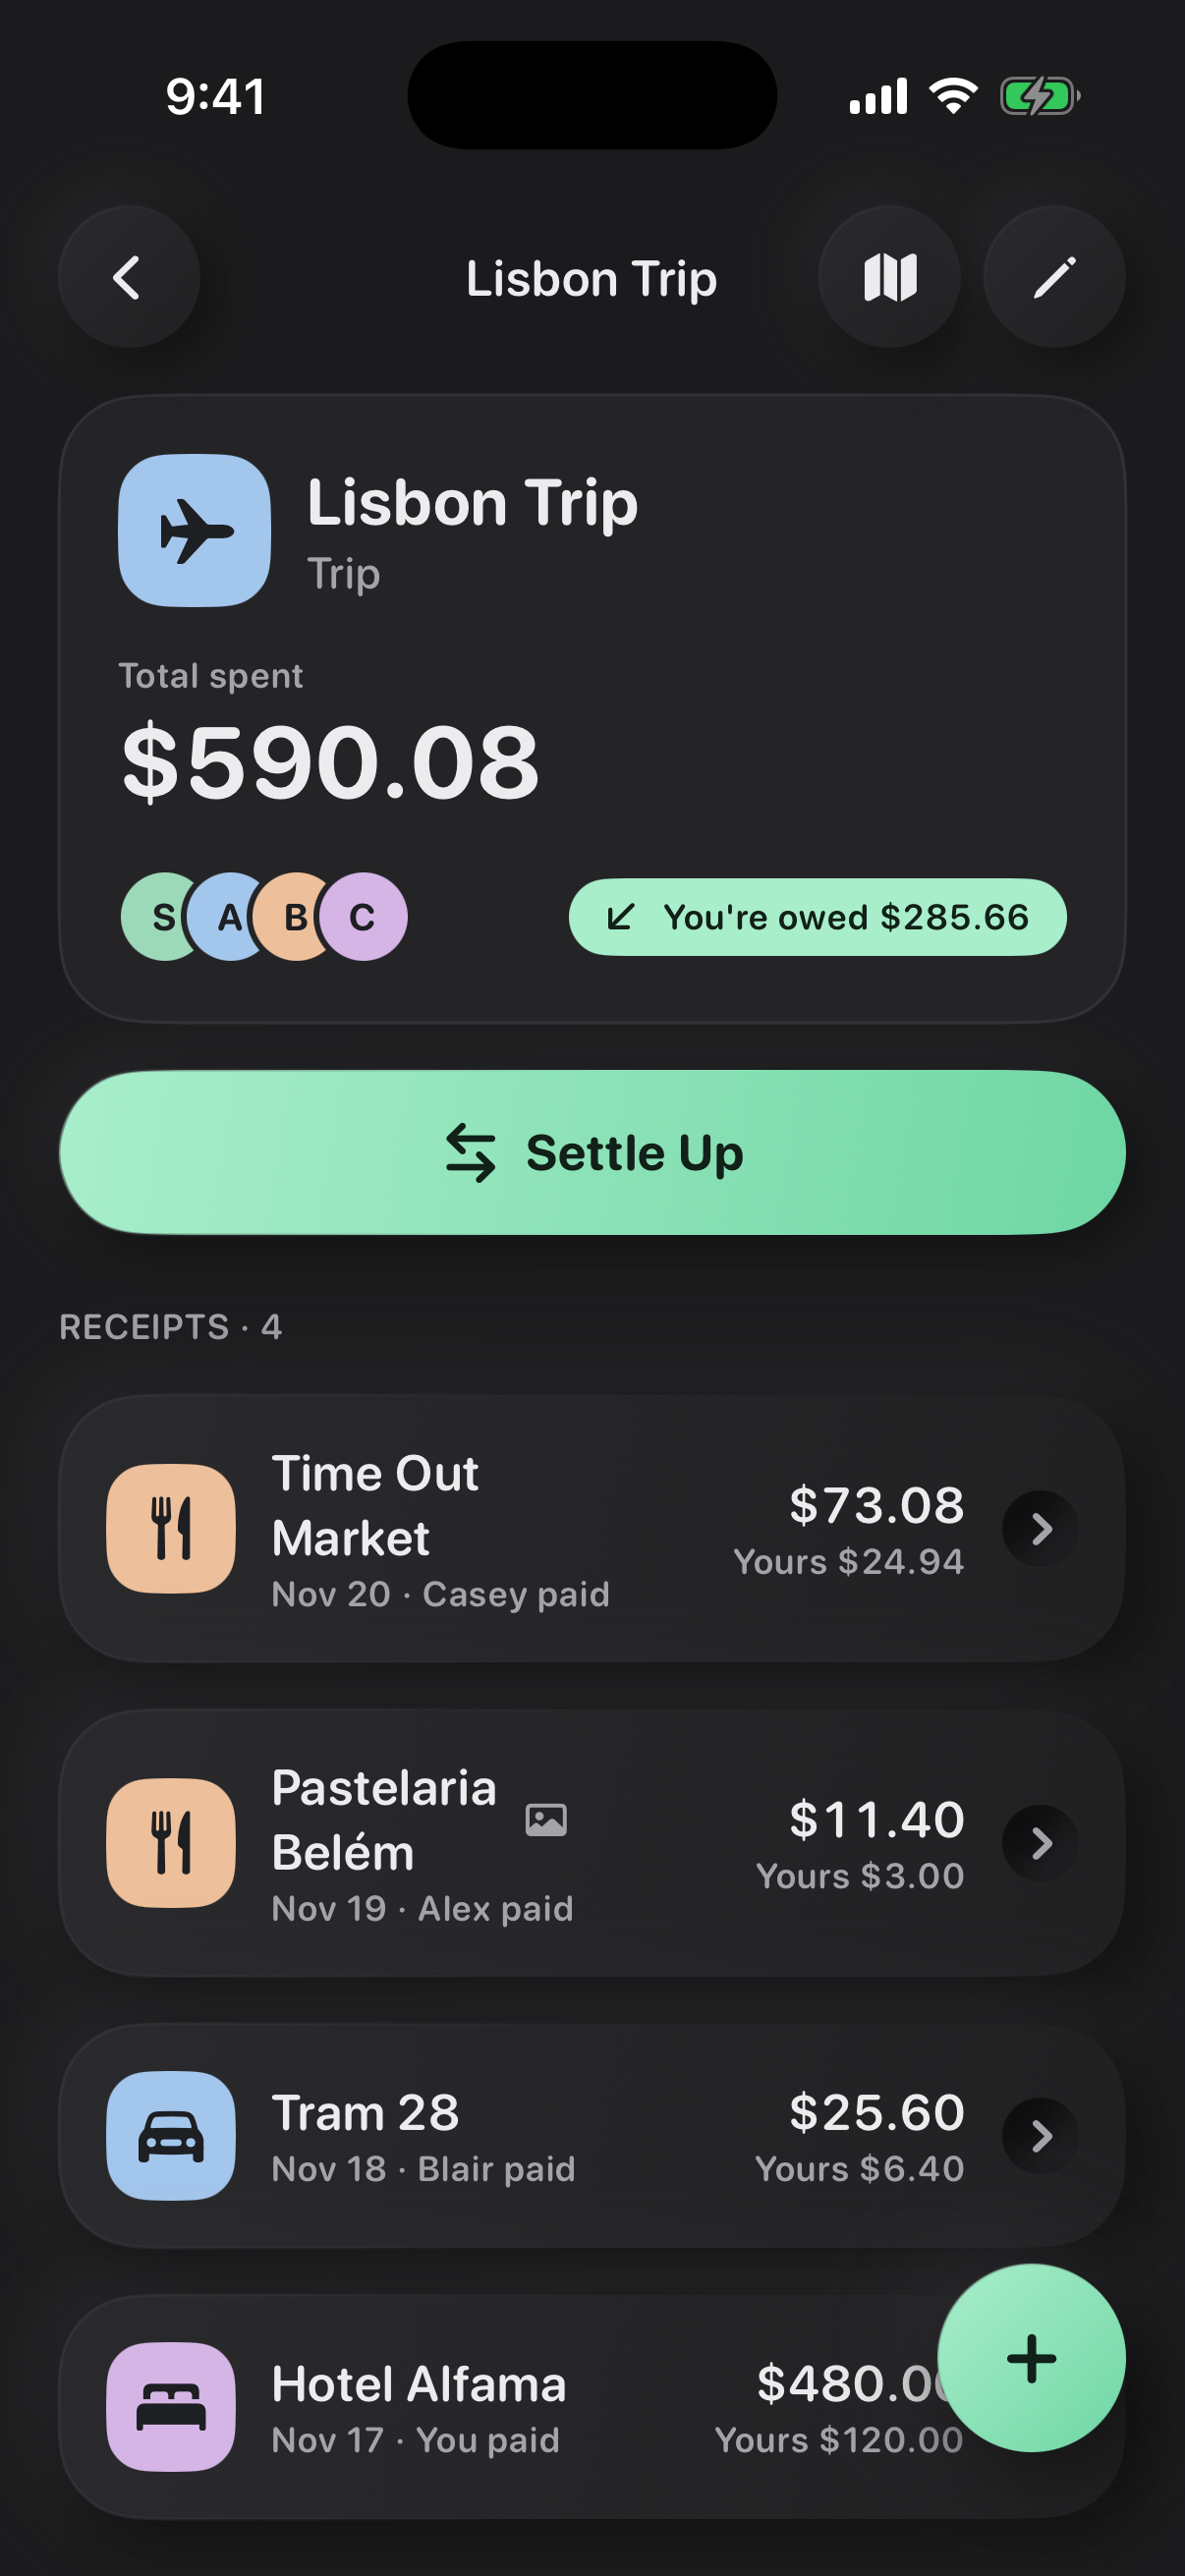 9:41
Lisbon Trip
Lisbon Trip
Trip
Total spent
$590.08
S A B C
You're owed $285.66
Settle Up
RECEIPTS · 4
Time Out
Market
Nov 20 · Casey paid
$73.08
Yours $24.94
Pastelaria
Belém
Nov 19 · Alex paid
$11.40
Yours $3.00
Tram 28
Nov 18 · Blair paid
$25.60
Yours $6.40
Hotel Alfama
Nov 17 · You paid
$480.00
Yours $120.00